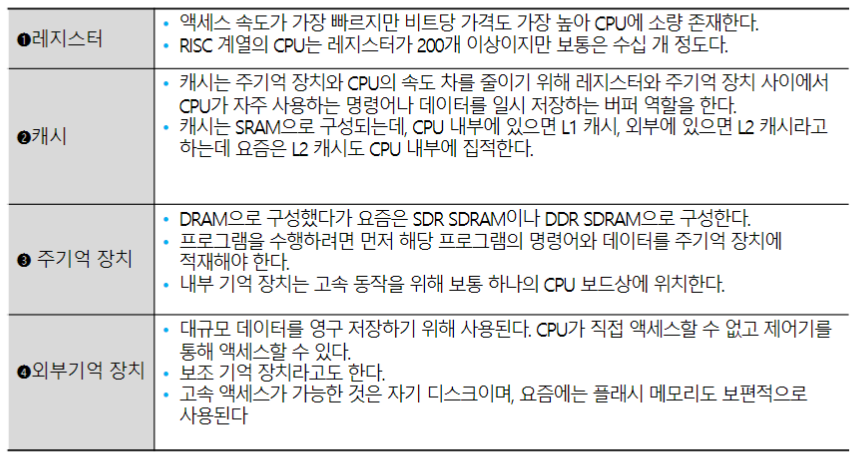 ❶레지스터
• 액세스 속도가 가장 빠르지만 비트당 가격도 가장 높아 CPU에 소량 존재한다.
• RISC 계열의 CPU는 레지스터가 200개 이상이지만 보통은 수십 개 정도다.
❷캐시
• 캐시는 주기억 장치와 CPU의 속도 차를 줄이기 위해 레지스터와 주기억 장치 사이에서
CPU가 자주 사용하는 명령어나 데이터를 일시 저장하는 버퍼 역할을 한다.
• 캐시는 SRAM으로 구성되는데, CPU 내부에 있으면 L1 캐시, 외부에 있으면 L2 캐시라고
하는데 요즘은 L2 캐시도 CPU 내부에 집적한다.
❸ 주기억 장치
• DRAM으로 구성했다가 요즘은 SDR SDRAM이나 DDR SDRAM으로 구성한다.
• 프로그램을 수행하려면 먼저 해당 프로그램의 명령어와 데이터를 주기억 장치에
적재해야 한다.
• 내부 기억 장치는 고속 동작을 위해 보통 하나의 CPU 보드상에 위치한다.
❹외부기억 장치
• 대규모 데이터를 영구 저장하기 위해 사용된다. CPU가 직접 액세스할 수 없고 제어기를
통해 액세스할 수 있다.
• 보조 기억 장치라고도 한다.
• 고속 액세스가 가능한 것은 자기 디스크이며, 요즘에는 플래시 메모리도 보편적으로
사용된다